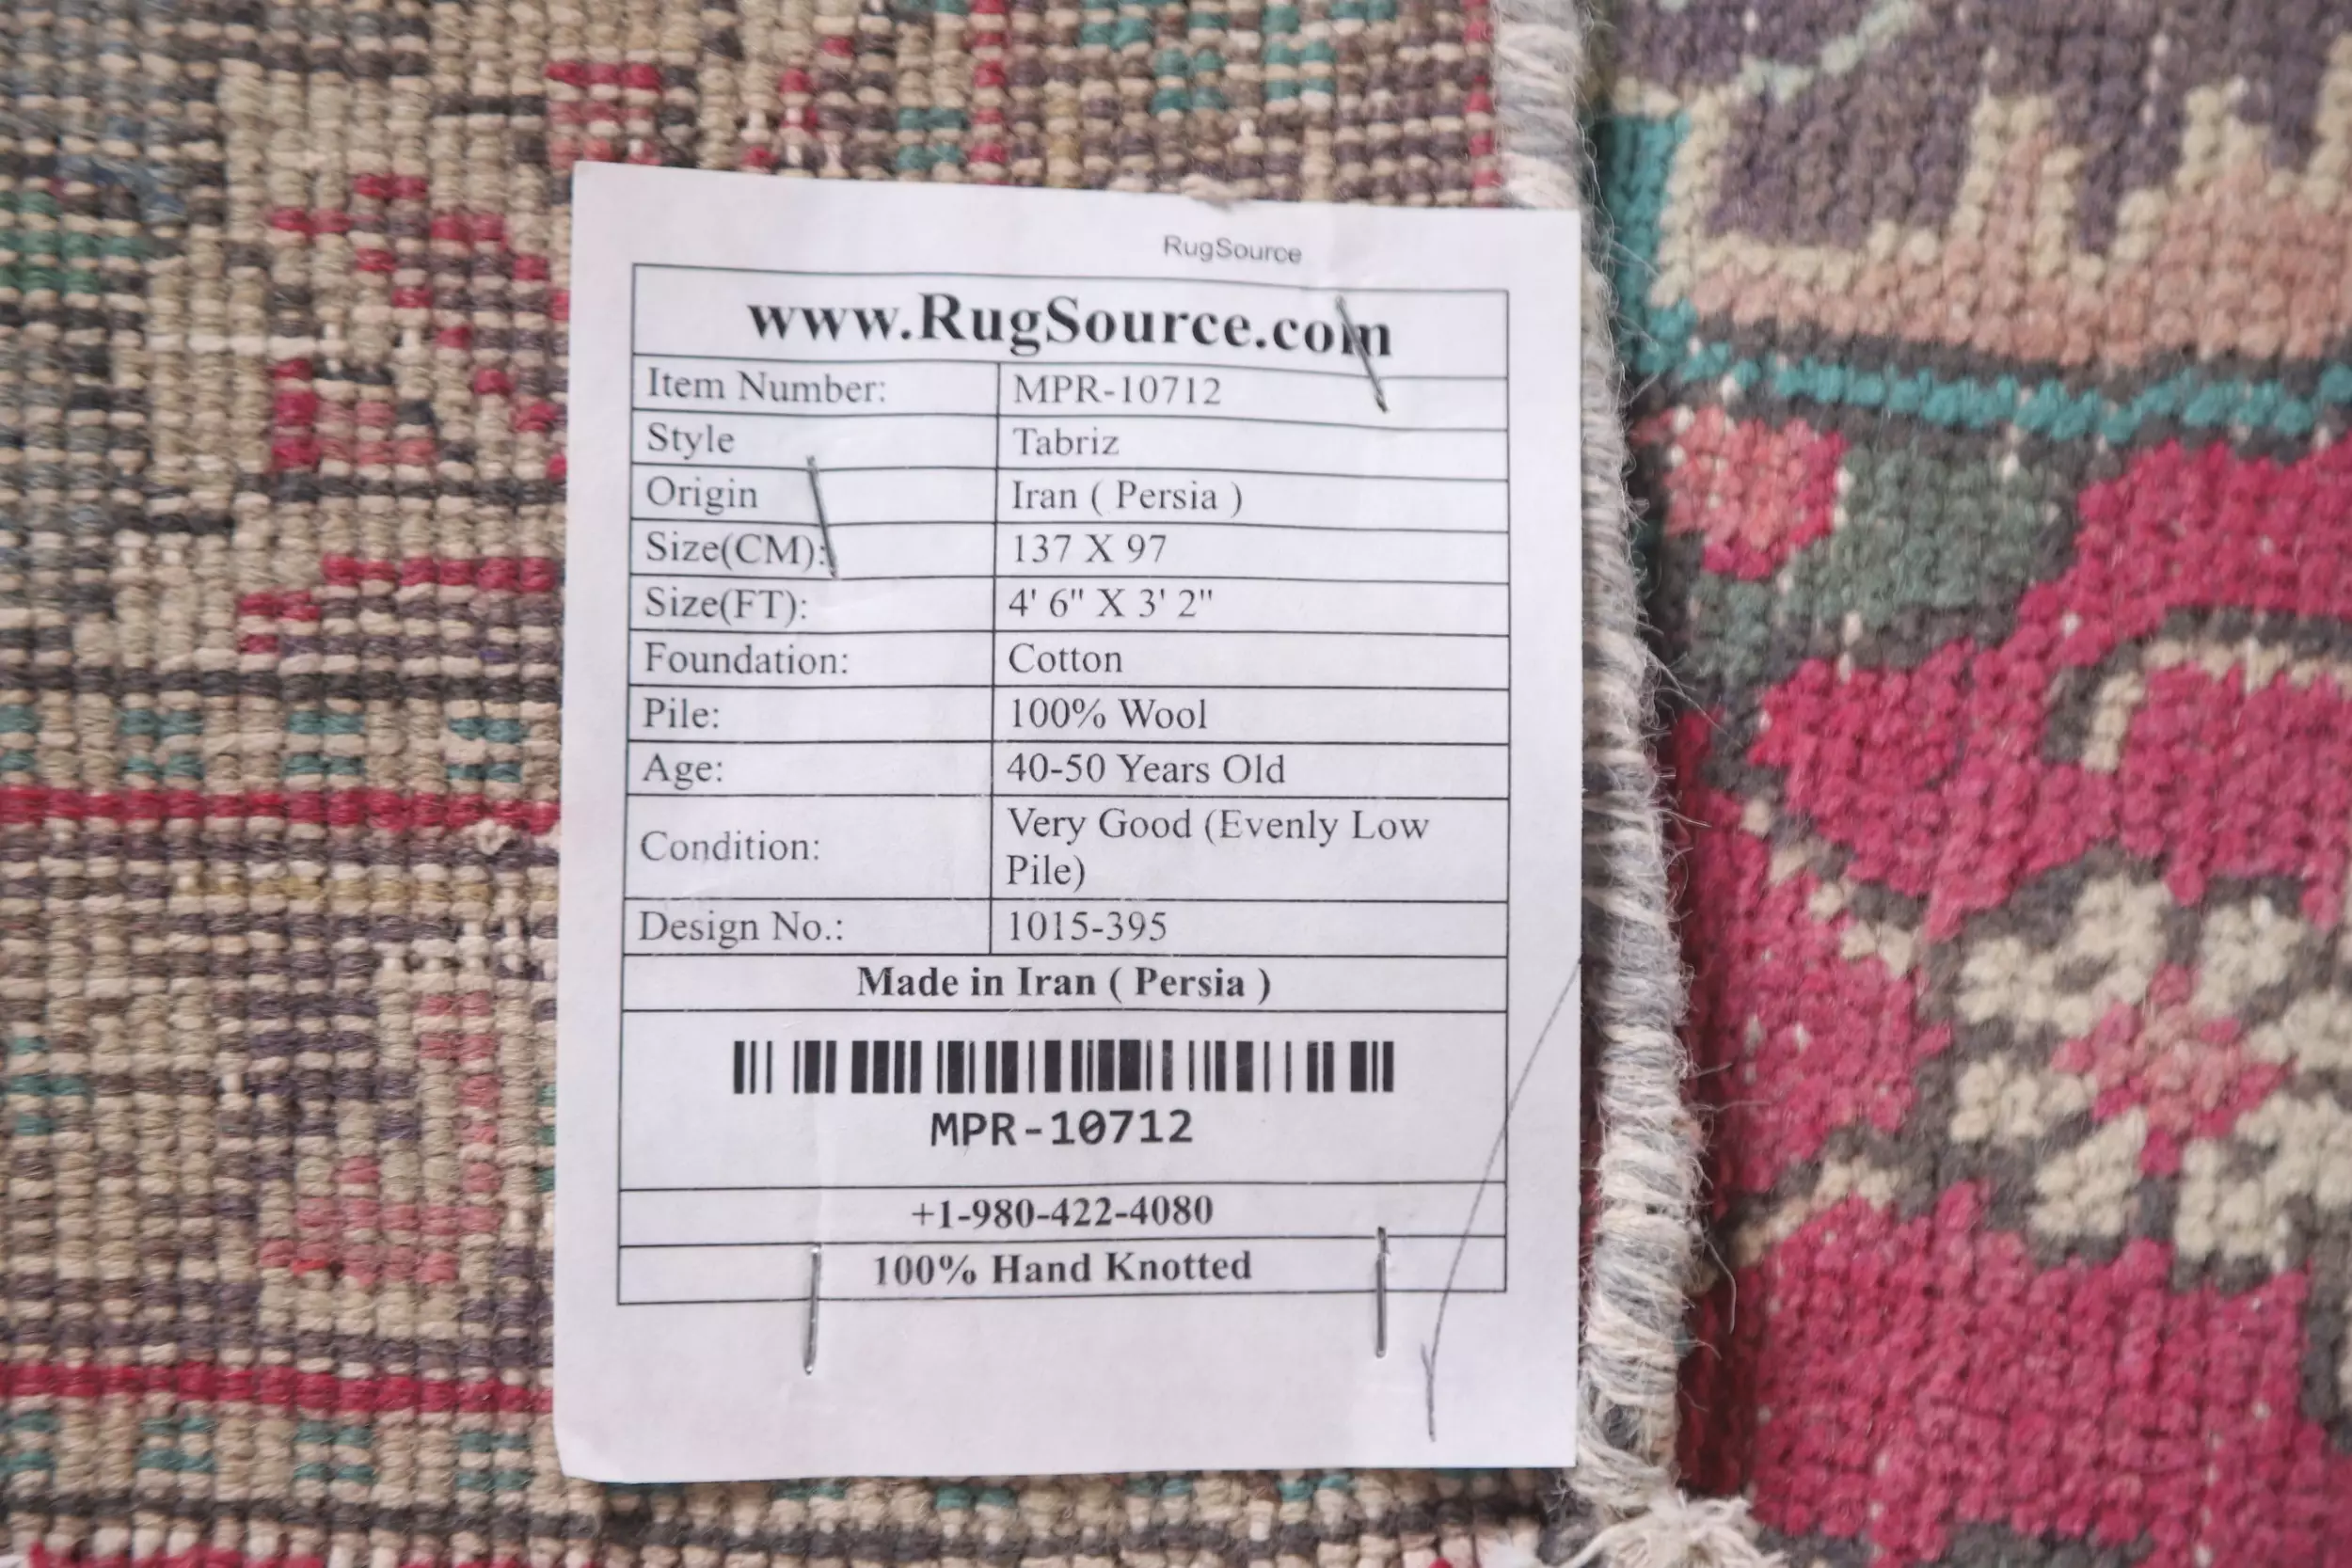 RugSource
www.RugSource.com
Item Number: MPR-10712
Style Tabriz
Origin Iran ( Persia )
Size(CM): 137 X 97
Size(FT): 4' 6" X 3' 2"
Foundation: Cotton
Pile: 100% Wool
Age: 40-50 Years Old
Condition: Very Good (Evenly Low
Pile)
Design No.: 1015-395
Made in Iran ( Persia )
MPR-10712
+1-980-422-4080
100% Hand Knotted